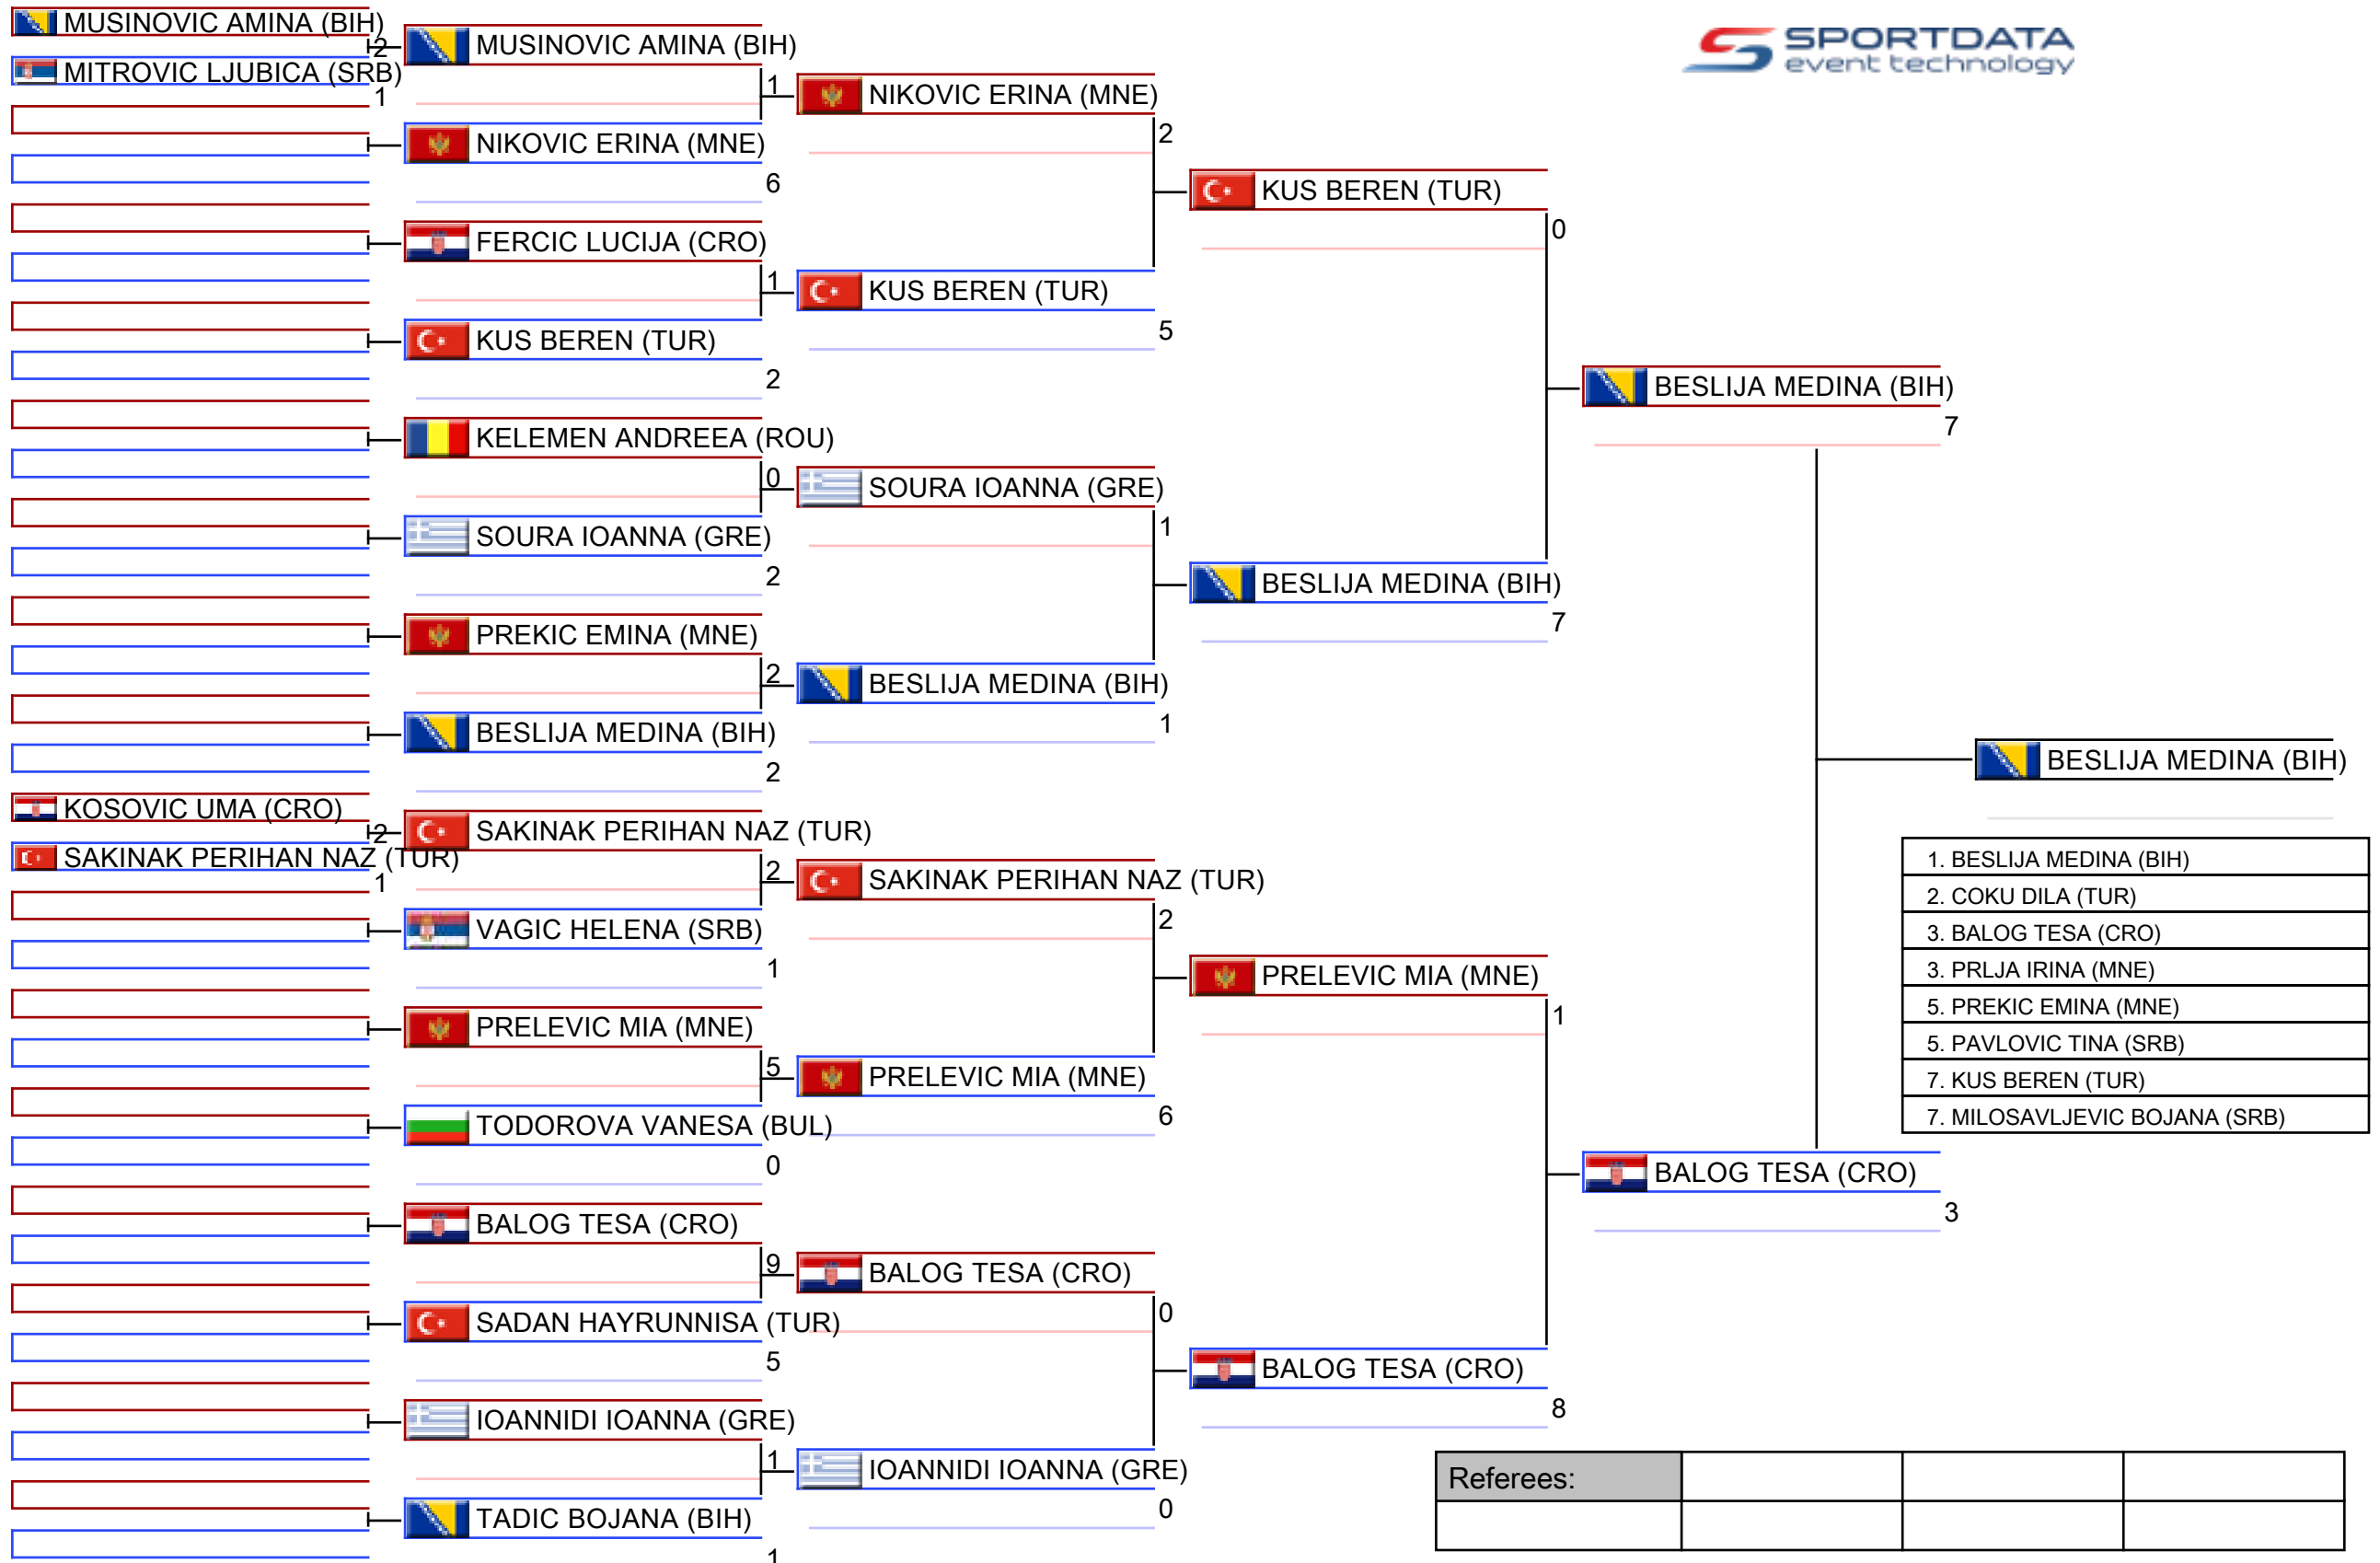 SPORTDATA
event technology
MUSINOVIC AMINA (BIH)
2
MITROVIC LJUBICA (SRB)
1
KOSOVIC UMA (CRO)
2
SAKINAK PERIHAN NAZ (TUR)
1
MUSINOVIC AMINA (BIH)
1
NIKOVIC ERINA (MNE)
6
FERCIC LUCIJA (CRO)
1
KUS BEREN (TUR)
2
KELEMEN ANDREEA (ROU)
0
SOURA IOANNA (GRE)
2
PREKIC EMINA (MNE)
2
BESLIJA MEDINA (BIH)
2
SAKINAK PERIHAN NAZ (TUR)
2
VAGIC HELENA (SRB)
1
PRELEVIC MIA (MNE)
5
TODOROVA VANESA (BUL)
0
BALOG TESA (CRO)
9
SADAN HAYRUNNISA (TUR)
5
IOANNIDI IOANNA (GRE)
1
TADIC BOJANA (BIH)
1
NIKOVIC ERINA (MNE)
2
KUS BEREN (TUR)
5
SOURA IOANNA (GRE)
1
BESLIJA MEDINA (BIH)
1
SAKINAK PERIHAN NAZ (TUR)
2
PRELEVIC MIA (MNE)
6
BALOG TESA (CRO)
0
IOANNIDI IOANNA (GRE)
0
KUS BEREN (TUR)
0
BESLIJA MEDINA (BIH)
7
PRELEVIC MIA (MNE)
1
BALOG TESA (CRO)
8
BESLIJA MEDINA (BIH)
7
BALOG TESA (CRO)
3
BESLIJA MEDINA (BIH)
1. BESLIJA MEDINA (BIH)
2. COKU DILA (TUR)
3. BALOG TESA (CRO)
3. PRLJA IRINA (MNE)
5. PREKIC EMINA (MNE)
5. PAVLOVIC TINA (SRB)
7. KUS BEREN (TUR)
7. MILOSAVLJEVIC BOJANA (SRB)
Referees: